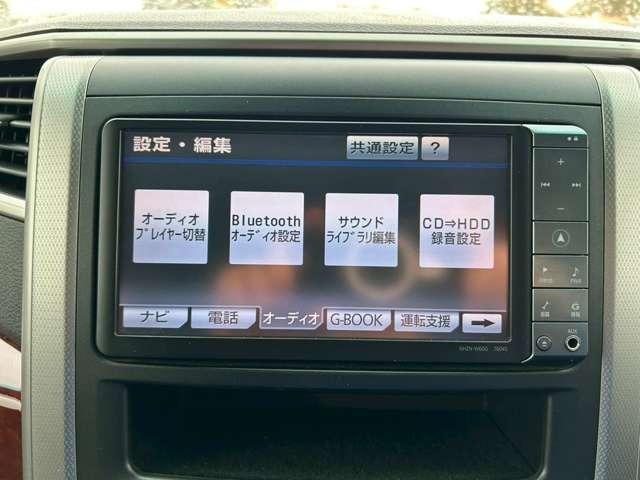 設定・編集
共通設定
?
オーディオ
プレイヤー切替
Bluetooth
オーディオ設定
サウンド
ライブラリ編集
CD⇒HDD
録音設定
ナビ
電話
オーディオ
G-BOOK
運転支援
AUX